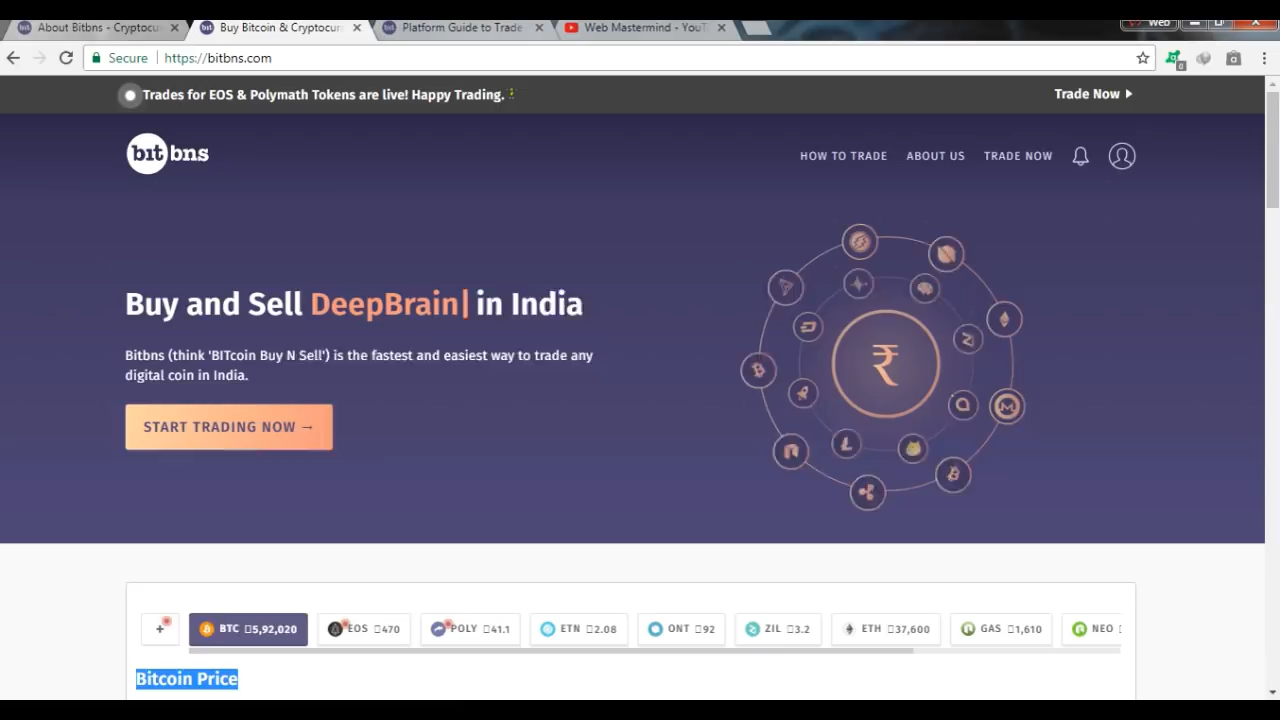 About Bitbns - Cryptocu
Buy Bitcoin & Cryptocur
Platform Guide to Trade
Web Mastermind - YouT
Web
Secure
https://bitbns.com
0
Trades for EOS & Polymath Tokens are live! Happy Trading.
Trade Now
bitbns
HOW TO TRADE
ABOUT US
TRADE NOW
Buy and Sell DeepBrain| in India
Bitbns (think 'BITcoin Buy N Sell') is the fastest and easiest way to trade any
digital coin in India.
START TRADING NOW →
₹
+
BTC 5,92,020
EOS 470
POLY 41.1
ETN 2.08
ONT 92
ZIL 3.2
ETH 37,600
GAS 1,610
NEO
Bitcoin Price